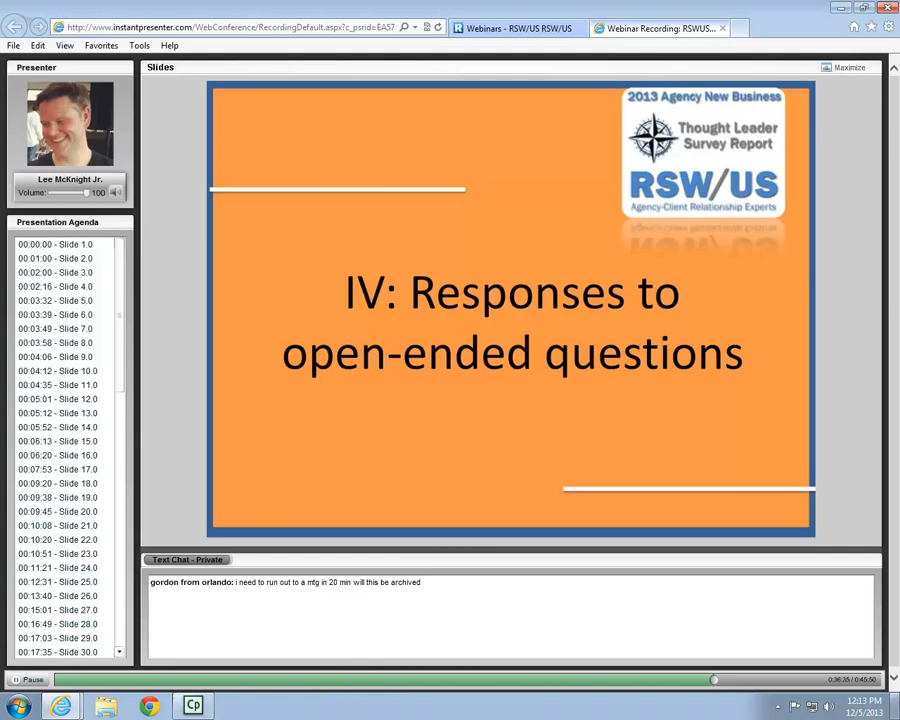 http://www.instantpresenter.com/WebConference/RecordingDefault.aspx?c_psrid=EA57
Webinars - RSW/US RSW/US
Webinar Recording: RSWUS...
File Edit View Favorites Tools Help
Presenter
Lee McKnight Jr.
Volume: 100
Presentation Agenda
00:00:00 - Slide 1.0
00:01:00 - Slide 2.0
00:02:00 - Slide 3.0
00:02:16 - Slide 4.0
00:03:32 - Slide 5.0
00:03:39 - Slide 6.0
00:03:49 - Slide 7.0
00:03:58 - Slide 8.0
00:04:06 - Slide 9.0
00:04:12 - Slide 10.0
00:04:35 - Slide 11.0
00:05:01 - Slide 12.0
00:05:12 - Slide 13.0
00:05:52 - Slide 14.0
00:06:13 - Slide 15.0
00:06:20 - Slide 16.0
00:07:53 - Slide 17.0
00:09:20 - Slide 18.0
00:09:38 - Slide 19.0
00:09:45 - Slide 20.0
00:10:08 - Slide 21.0
00:10:20 - Slide 22.0
00:10:51 - Slide 23.0
00:11:21 - Slide 24.0
00:12:31 - Slide 25.0
00:13:40 - Slide 26.0
00:15:01 - Slide 27.0
00:16:49 - Slide 28.0
00:17:03 - Slide 29.0
00:17:35 - Slide 30.0
Slides
Maximize
2013 Agency New Business
Thought Leader
Survey Report
RSW/US
Agency-Client Relationship Experts
IV: Responses to
open-ended questions
Text Chat - Private
gordon from orlando: i need to run out to a mtg in 20 min will this be archived
Pause
0:36:35 / 0:45:50
Cp
12:13 PM
12/5/2013